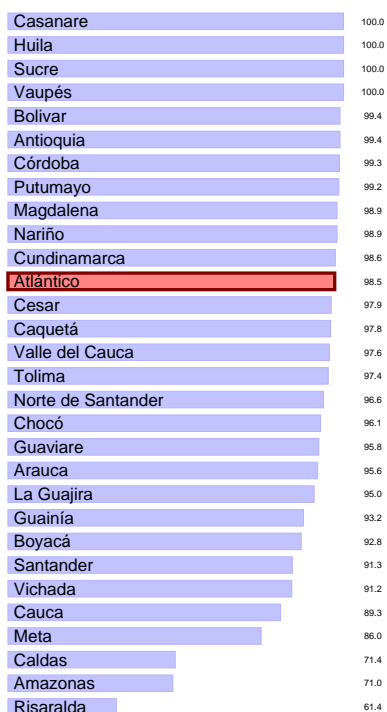 Casanare 100.0
Huila 100.0
Sucre 100.0
Vaupés 100.0
Bolivar 99.4
Antioquia 99.4
Córdoba 99.3
Putumayo 99.2
Magdalena 98.9
Nariño 98.9
Cundinamarca 98.6
Atlántico 98.5
Cesar 97.9
Caquetá 97.8
Valle del Cauca 97.6
Tolima 97.4
Norte de Santander 96.6
Chocó 96.1
Guaviare 95.8
Arauca 95.6
La Guajira 95.0
Guainía 93.2
Boyacá 92.8
Santander 91.3
Vichada 91.2
Cauca 89.3
Meta 86.0
Caldas 71.4
Amazonas 71.0
Risaralda 61.4